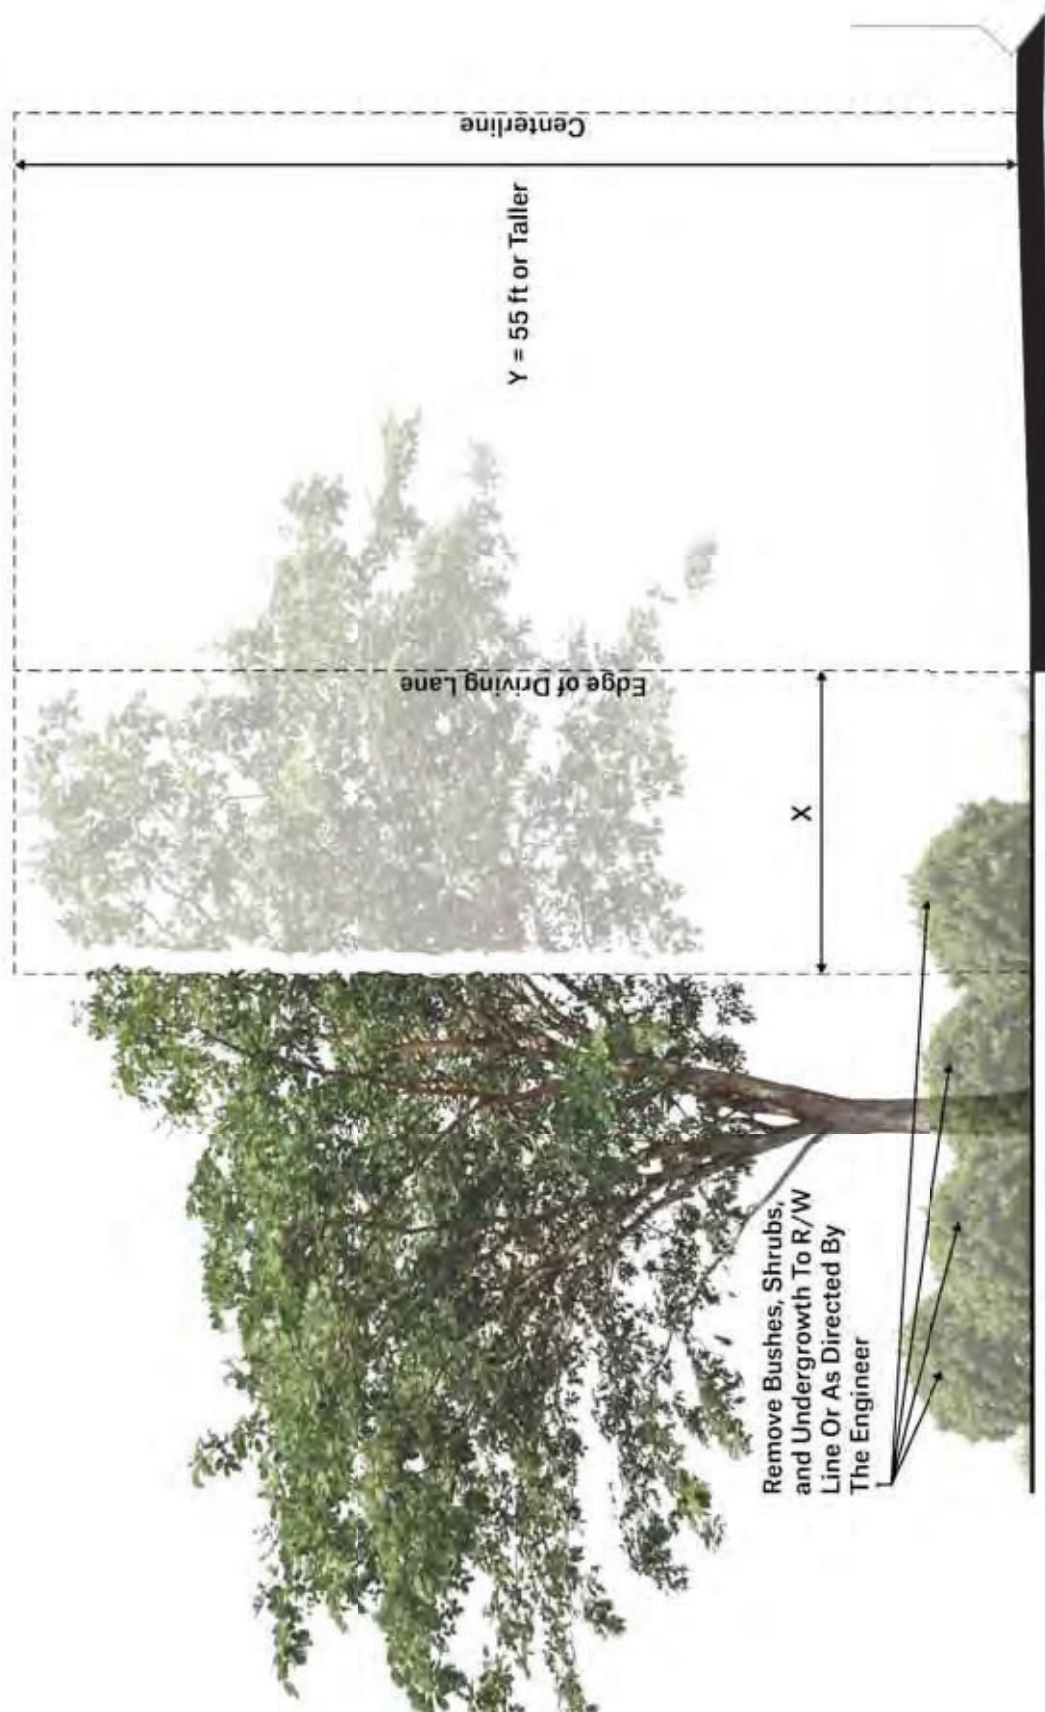 Centerline
Y = 55 ft or Taller
Edge of Driving Lane
X
Remove Bushes, Shrubs,
and Undergrowth To R/W
Line Or As Directed By
The Engineer